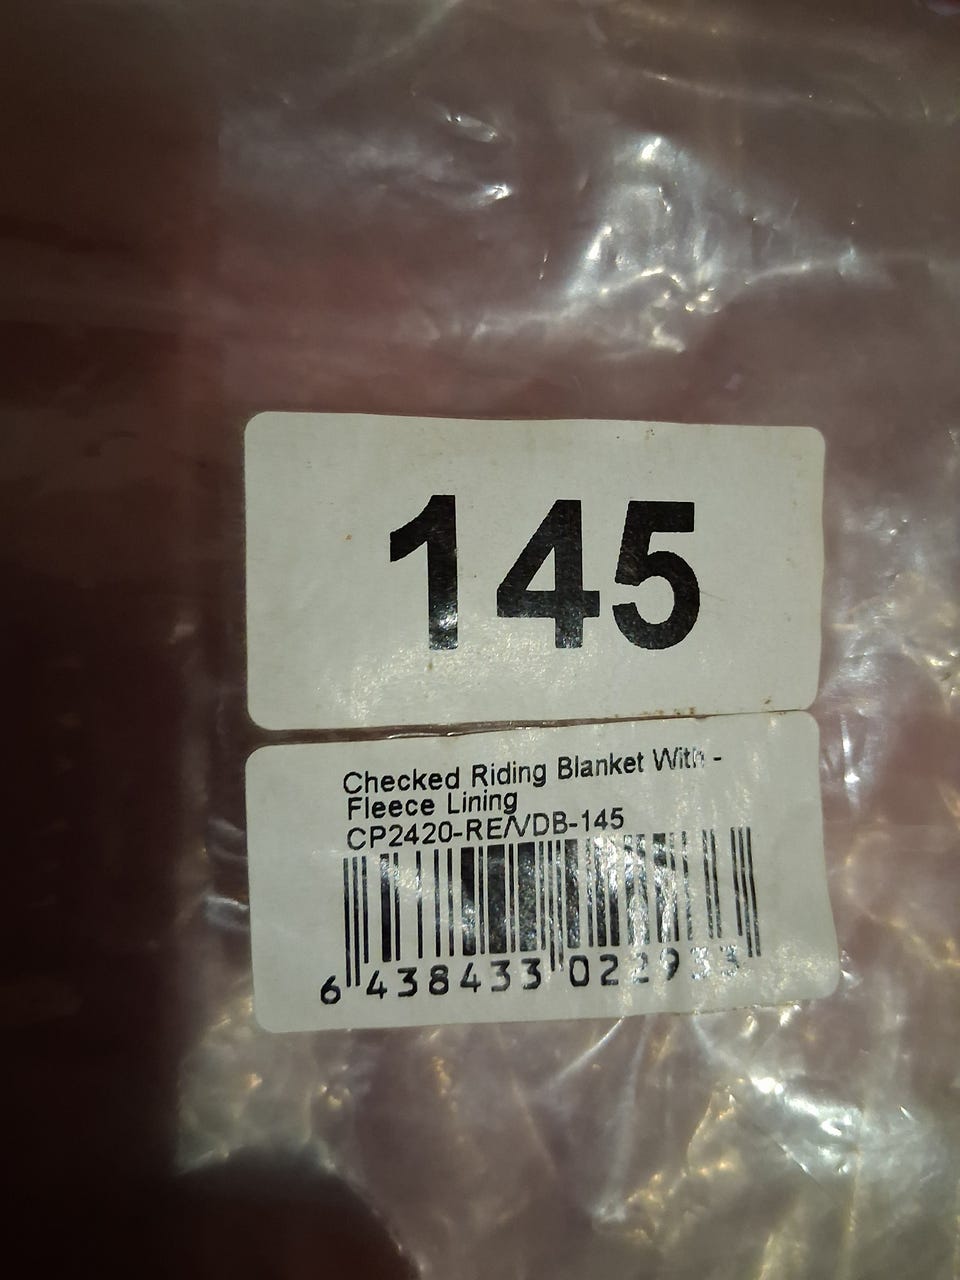 145
Checked Riding Blanket With -
Fleece Lining
CP2420-RE/VDB-145
6 438433 022933